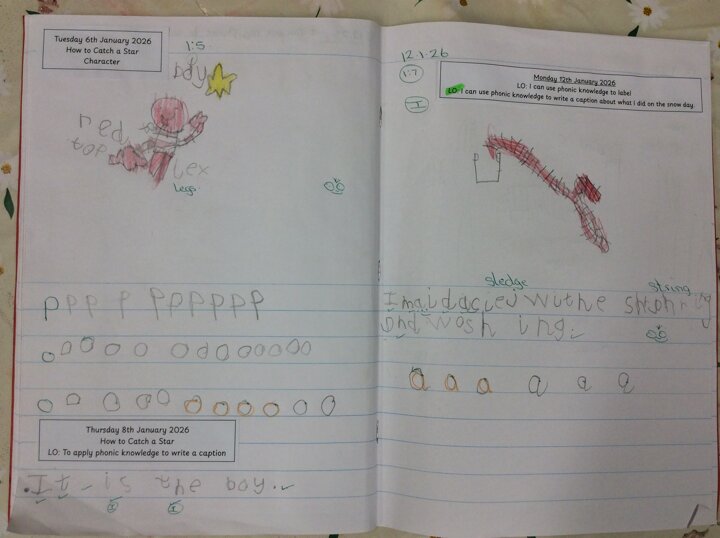 Tuesday 6th January 2026
How to Catch a Star
Character
1:5
boy
red
top
lex
Legs
p p p p p p p p p p
o o o o o o o o o o o o
o o o o o o o o o o o
Thursday 8th January 2026
How to Catch a Star
LO: To apply phonic knowledge to write a caption
It is the boy.
12.1.26
1:7
I
Monday 12th January 2026
LO: I can use phonic knowledge to label
LO: I can use phonic knowledge to write a caption about what I did on the snow day.
sledge
string
and wosh ing.
a a a a a a